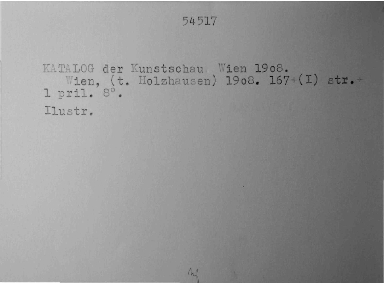 54517
KATALOG der Kunstschau Wien 1908.
Wien, (t. Holzhausen) 1908. 167+(I) str.+
1 pril. 8°.
Ilustr.